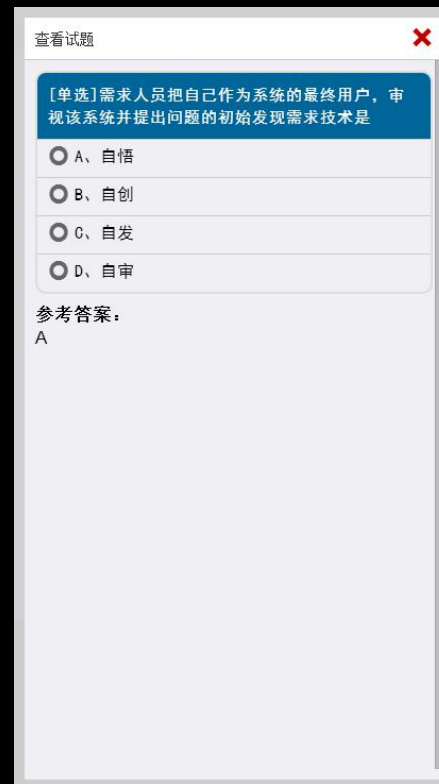 查看试题
[单选]需求人员把自己作为系统的最终用户，审
视该系统并提出问题的初始发现需求技术是
A、自悟
B、自创
C、自发
D、自审
参考答案：
A